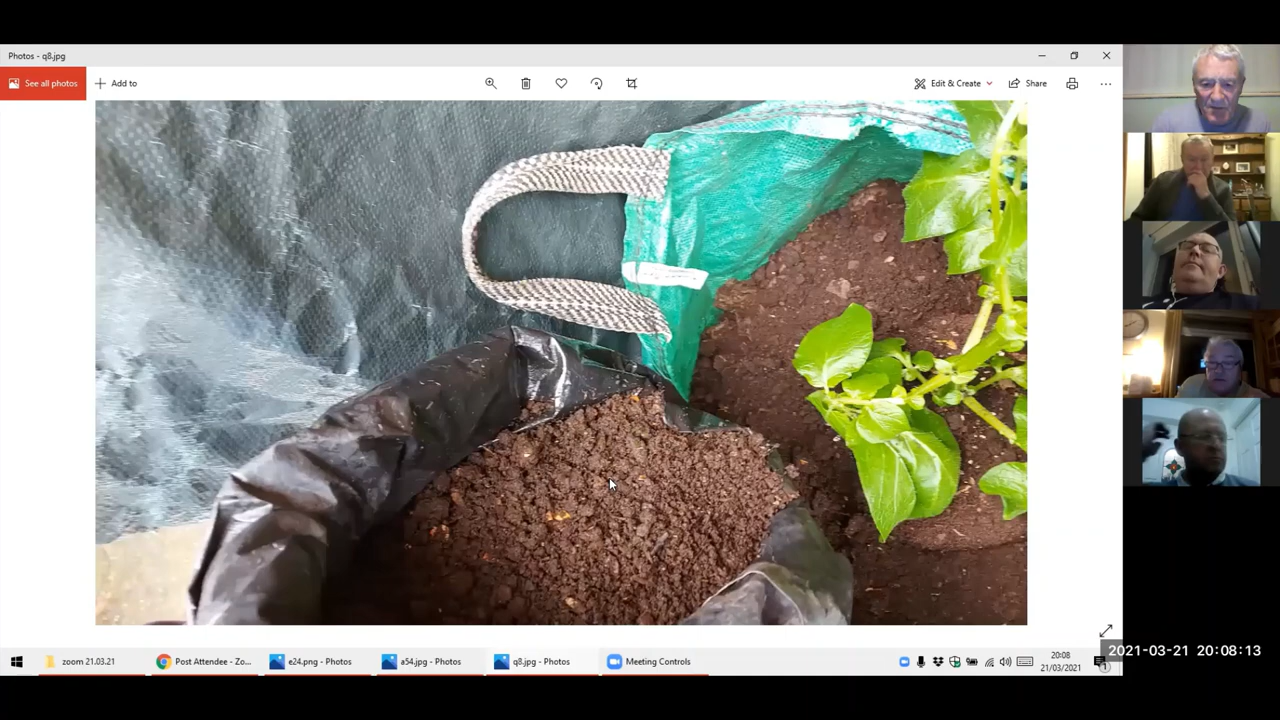 Photos - q8.jpg
See all photos
Add to
Edit & Create
Share
zoom 21.03.21
Post Attendee - Zo...
e24.png - Photos
a54.jpg - Photos
q8.jpg - Photos
Meeting Controls
20:08
21/03/2021
1
2021-03-21 20:08:13